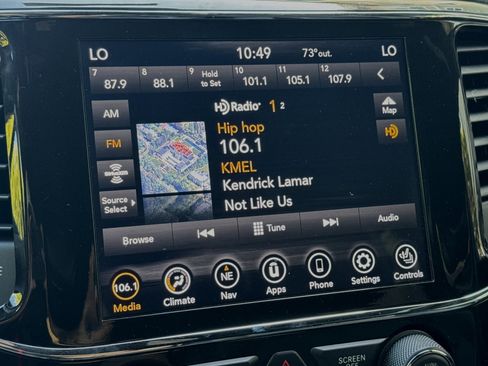 LO 10:49 73° out. LO
7 87.9 8 88.1 9 Hold to Set 10 101.1 11 105.1 12 107.9
AM
HD Radio 1 2
Map
FM
Hip hop
HD
106.1
SiriusXM
KMEL
Kendrick Lamar
Source Select
Not Like Us
Browse Tune Audio
106.1 NE
Media Climate Nav Apps Phone Settings Controls
SCREEN
OFF